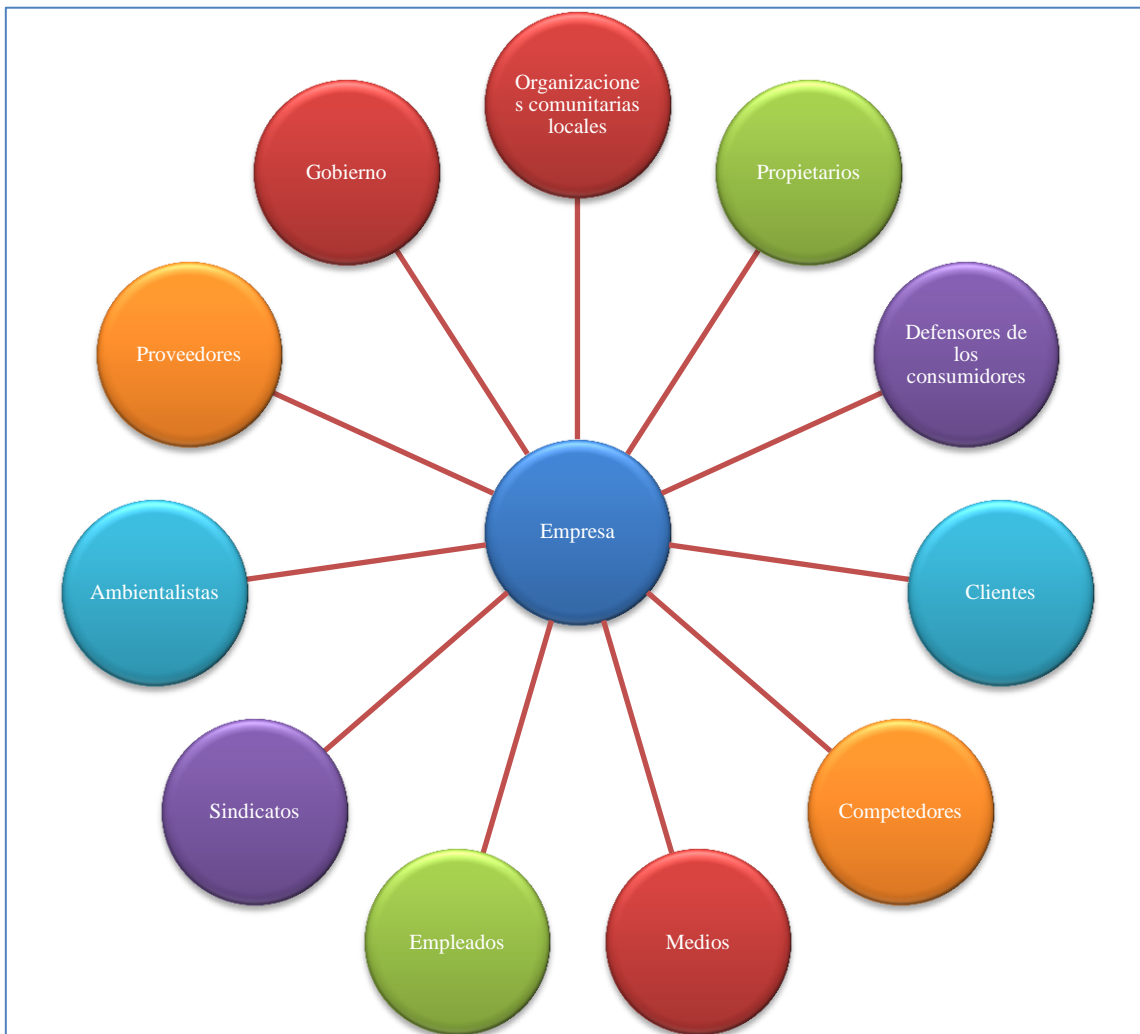 Organizacione
s comunitarias
locales
Gobierno
Propietarios
Proveedores
Defensores de
los
consumidores
Empresa
Ambientalistas
Clientes
Sindicatos
Competedores
Empleados
Medios